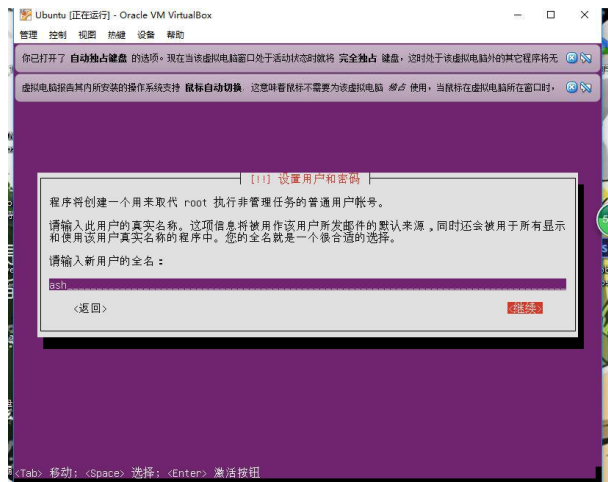 Ubuntu [正在运行] - Oracle VM VirtualBox
管理 控制 视图 热键 设备 帮助
你已打开了 自动独占键盘 的选项。现在当该虚拟电脑窗口处于活动状态时就将 完全独占 键盘，这时处于该虚拟电脑外的其它程序将无
虚拟电脑报告其内所安装的操作系统支持 鼠标自动切换. 这意味着鼠标不需要为该虚拟电脑 独占 使用，当鼠标在虚拟电脑所在窗口时，
[!!] 设置用户和密码
程序将创建一个用来取代 root 执行非管理任务的普通用户帐号。
请输入此用户的真实名称。这项信息将被用作该用户所发邮件的默认来源，同时还会被用于所有显示
和使用该用户真实名称的程序中。您的全名就是一个很合适的选择。
请输入新用户的全名：
ash
<返回> <继续>
<Tab> 移动; <Space> 选择; <Enter> 激活按钮